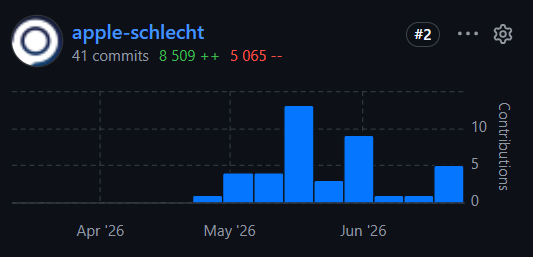 apple-schlecht
#2
41 commits 8 509 ++ 5 065 --
10
5
0
Contributions
Apr '26 May '26 Jun '26